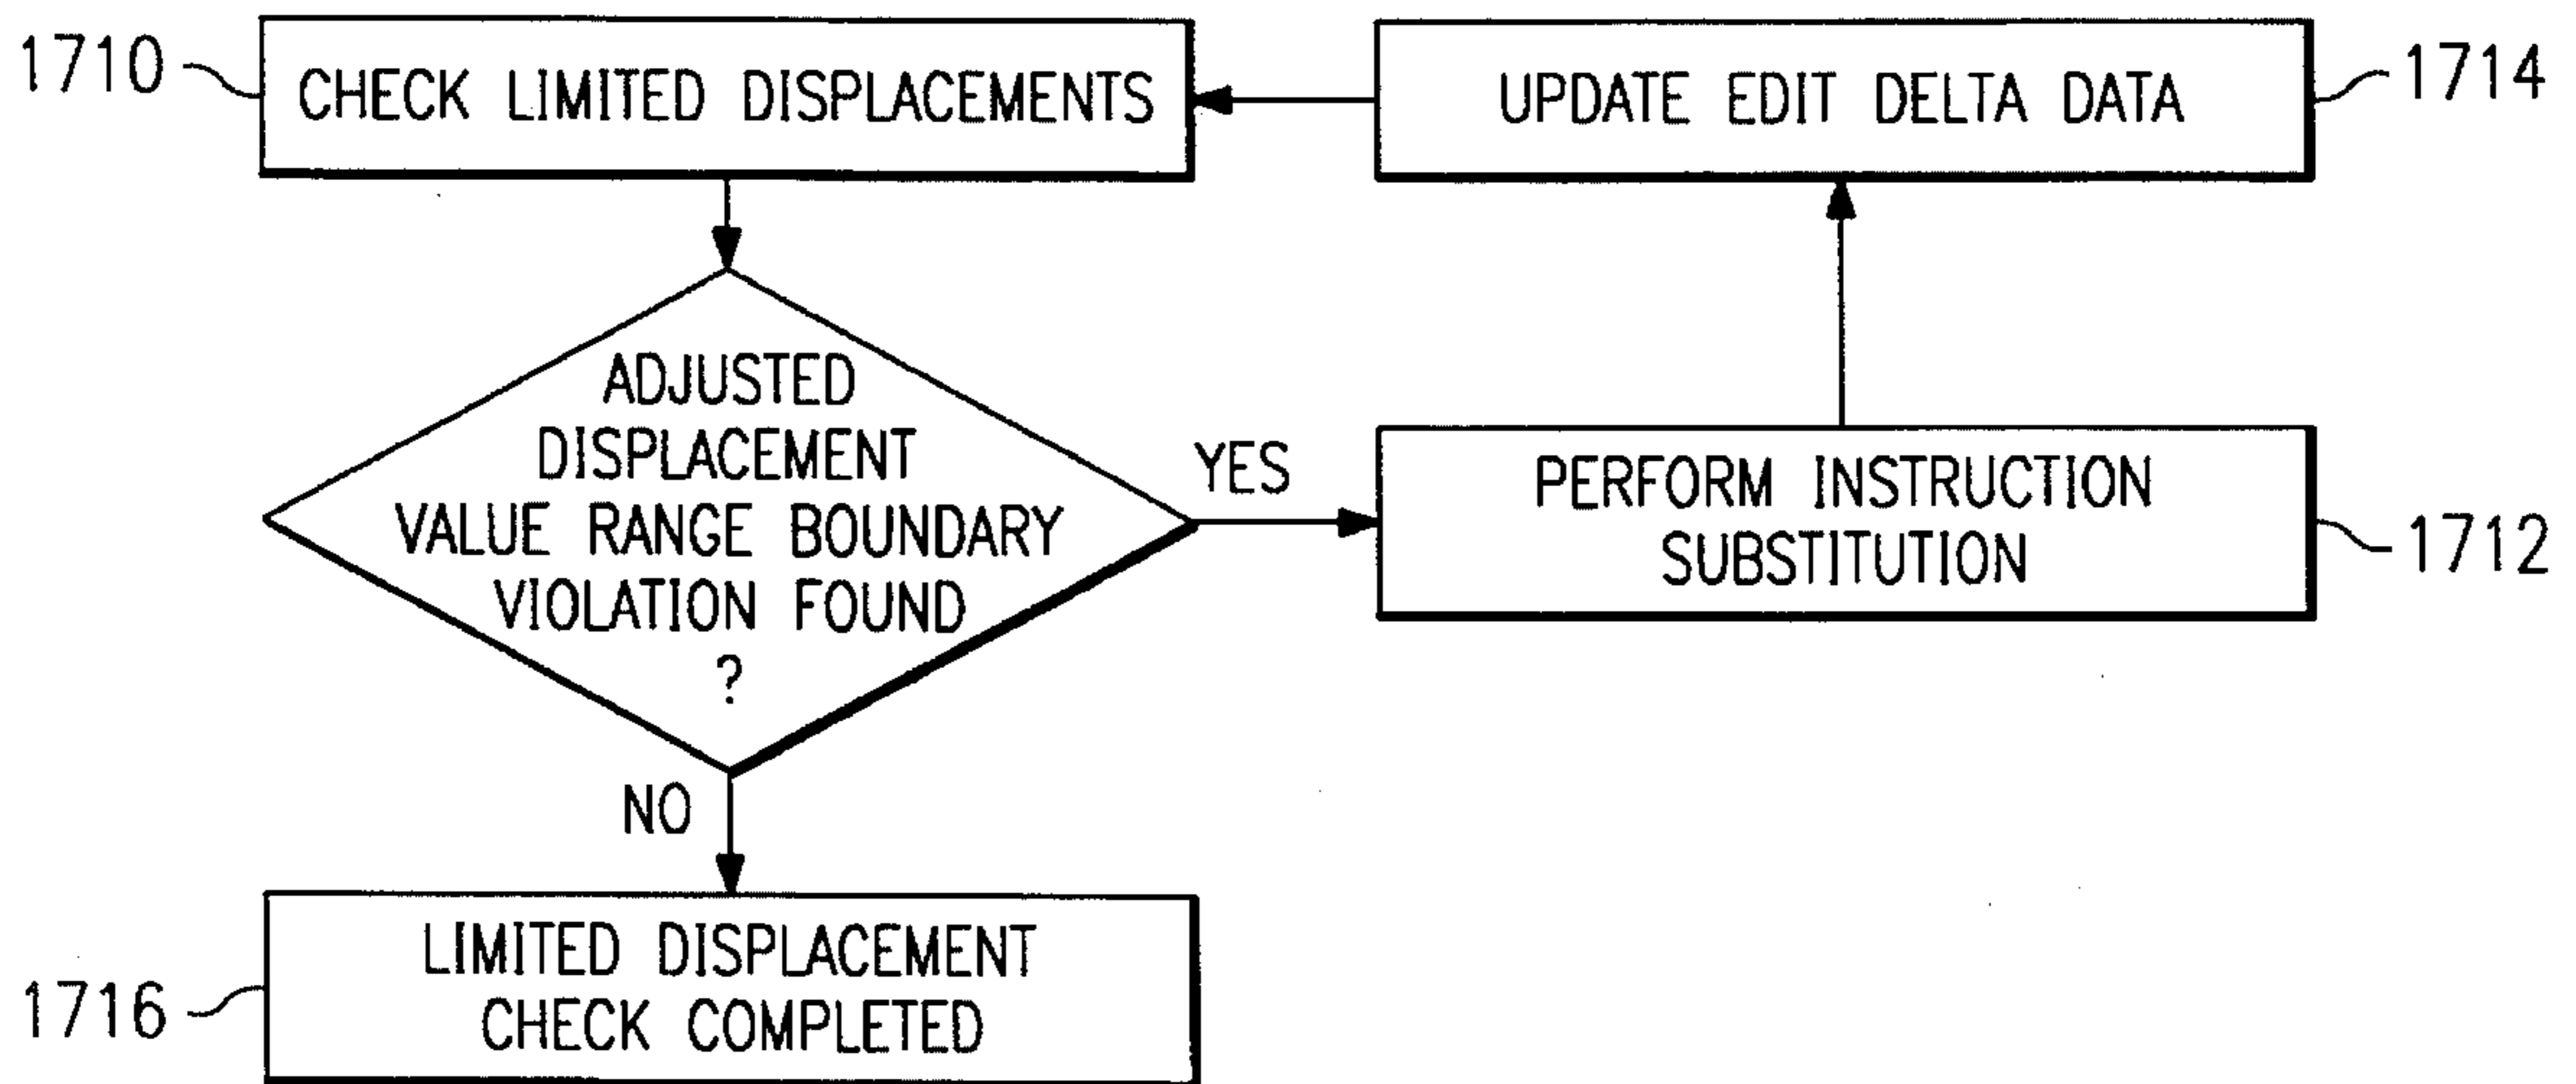 1710
CHECK LIMITED DISPLACEMENTS
UPDATE EDIT DELTA DATA
1714
ADJUSTED
DISPLACEMENT
VALUE RANGE BOUNDARY
VIOLATION FOUND
?
YES
PERFORM INSTRUCTION
SUBSTITUTION
1712
NO
LIMITED DISPLACEMENT
CHECK COMPLETED
1716